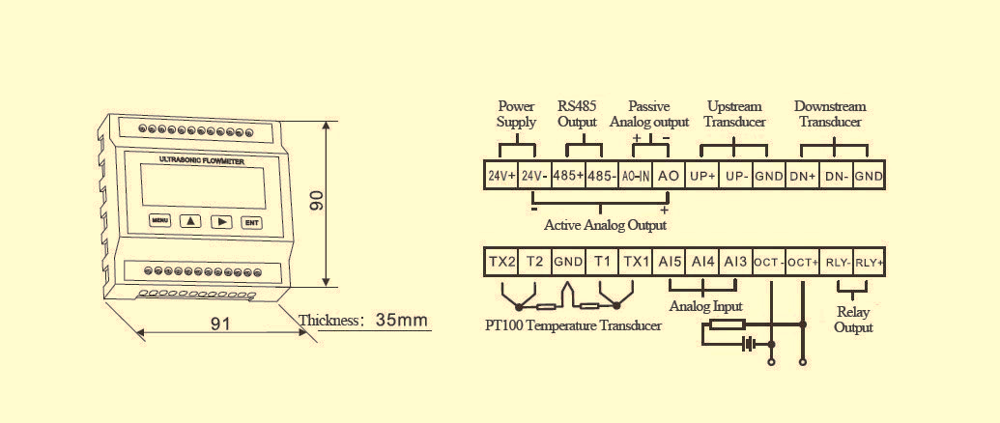 ULTRASONIC FLOWMETER
MENU ENT
90
91
Thickness: 35mm
Power Supply
RS485 Output
Passive Analog output
Upstream Transducer
Downstream Transducer
+ -
24V+ 24V- 485+ 485- AO-IN AO UP+ UP- GND DN+ DN- GND
- +
Active Analog Output
TX2 T2 GND T1 TX1 AI5 AI4 AI3 OCT- OCT+ RLY- RLY+
Analog Input
PT100 Temperature Transducer
Relay
Output